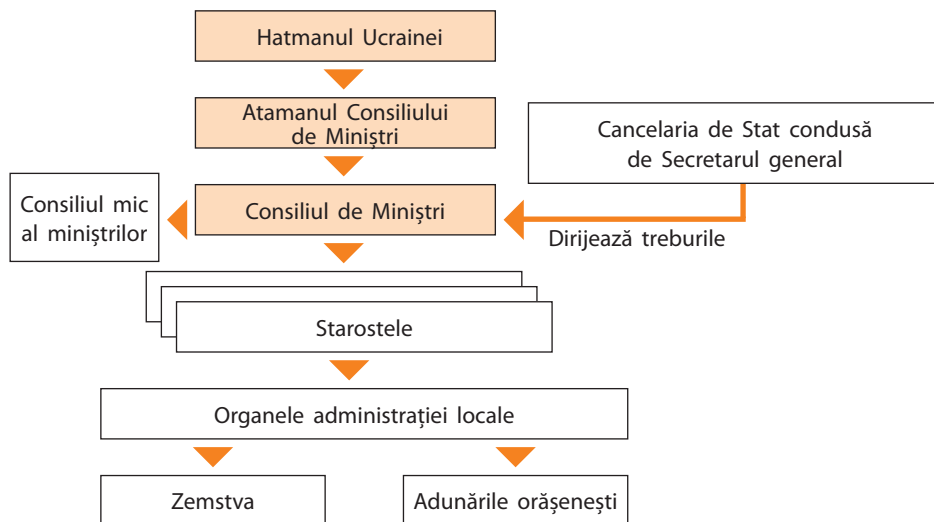 Hatmanul Ucrainei
Atamanul Consiliului
de Miniștri
Cancelaria de Stat condusă
de Secretarul general
Consiliul mic
al miniștrilor
Consiliul de Miniștri
Dirijează treburile
Starostele
Organele administrației locale
Zemstva
Adunările orășenești